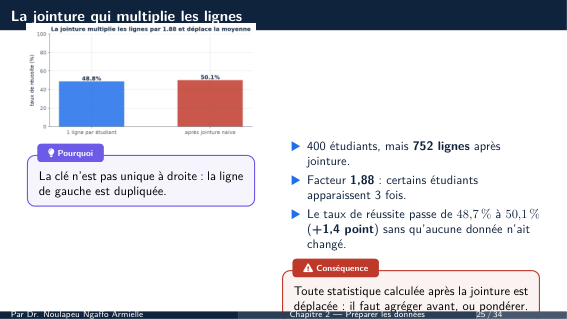 La jointure qui multiplie les lignes
La jointure multiplie les lignes par 1.88 et déplace la moyenne
taux de réussite (%)
100
80
60
40
20
0
48.8%
50.1%
1 ligne par étudiant
après jointure naïve
Pourquoi
La clé n'est pas unique à droite : la ligne
de gauche est dupliquée.
▶ 400 étudiants, mais 752 lignes après
jointure.
▶ Facteur 1,88 : certains étudiants
apparaissent 3 fois.
▶ Le taux de réussite passe de 48,7 % à 50,1 %
(+1,4 point) sans qu'aucune donnée n'ait
changé.
Conséquence
Toute statistique calculée après la jointure est
déplacée : il faut agréger avant, ou pondérer.
Par Dr. Noulapeu Ngaffo Armielle
Chapitre 2 — Préparer les données
25 / 34